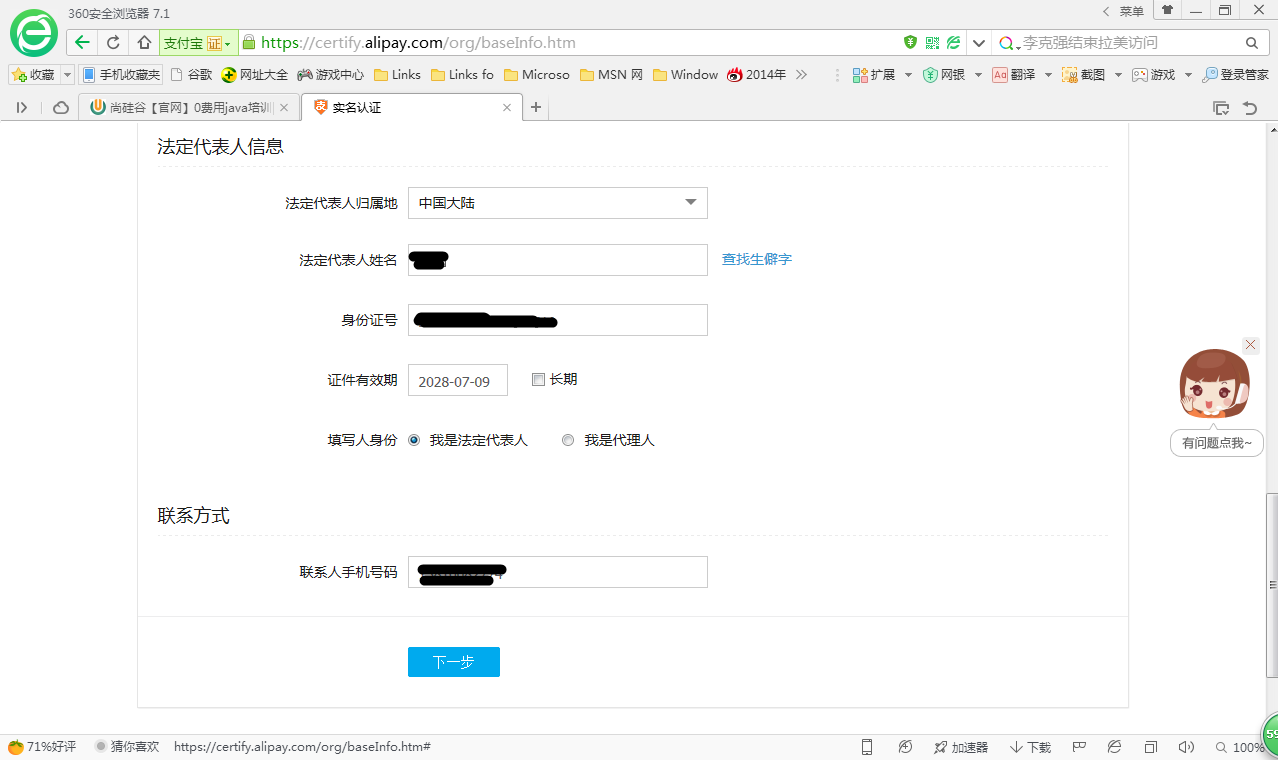 360安全浏览器 7.1
菜单
支付宝 证
https://certify.alipay.com/org/baseInfo.htm
李克强结束拉美访问
收藏 手机收藏夹 谷歌 网址大全 游戏中心 Links Links fo Microso MSN 网 Window 2014年 扩展 网银 翻译 截图 游戏 登录管家
尚硅谷【官网】0费用java培训 实名认证
法定代表人信息
法定代表人归属地 中国大陆
法定代表人姓名 查找生僻字
身份证号
证件有效期 2028-07-09 长期
填写人身份 我是法定代表人 我是代理人
有问题点我~
联系方式
联系人手机号码
下一步
71%好评 猜你喜欢 https://certify.alipay.com/org/baseInfo.htm# 加速器 下载 100%
59